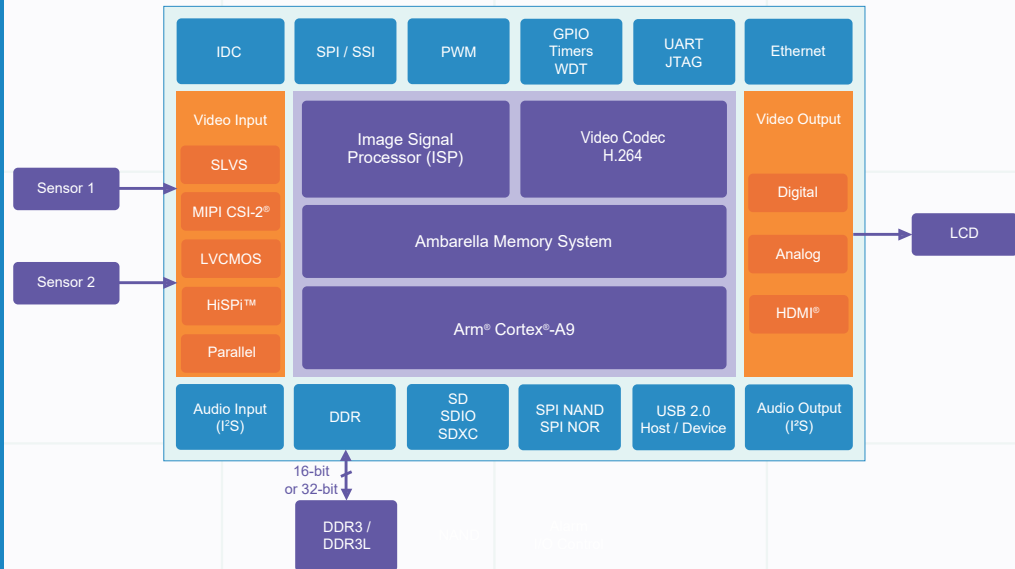 IDC
SPI / SSI
PWM
GPIO
Timers
WDT
UART
JTAG
Ethernet
Video Input
SLVS
MIPI CSI-2®
LVCMOS
HiSPi™
Parallel
Image Signal
Processor (ISP)
Video Codec
H.264
Ambarella Memory System
Arm® Cortex®-A9
Video Output
Digital
Analog
HDMI®
Sensor 1
Sensor 2
LCD
Audio Input
(I²S)
DDR
SD
SDIO
SDXC
SPI NAND
SPI NOR
USB 2.0
Host / Device
Audio Output
(I²S)
16-bit
or 32-bit
DDR3 /
DDR3L